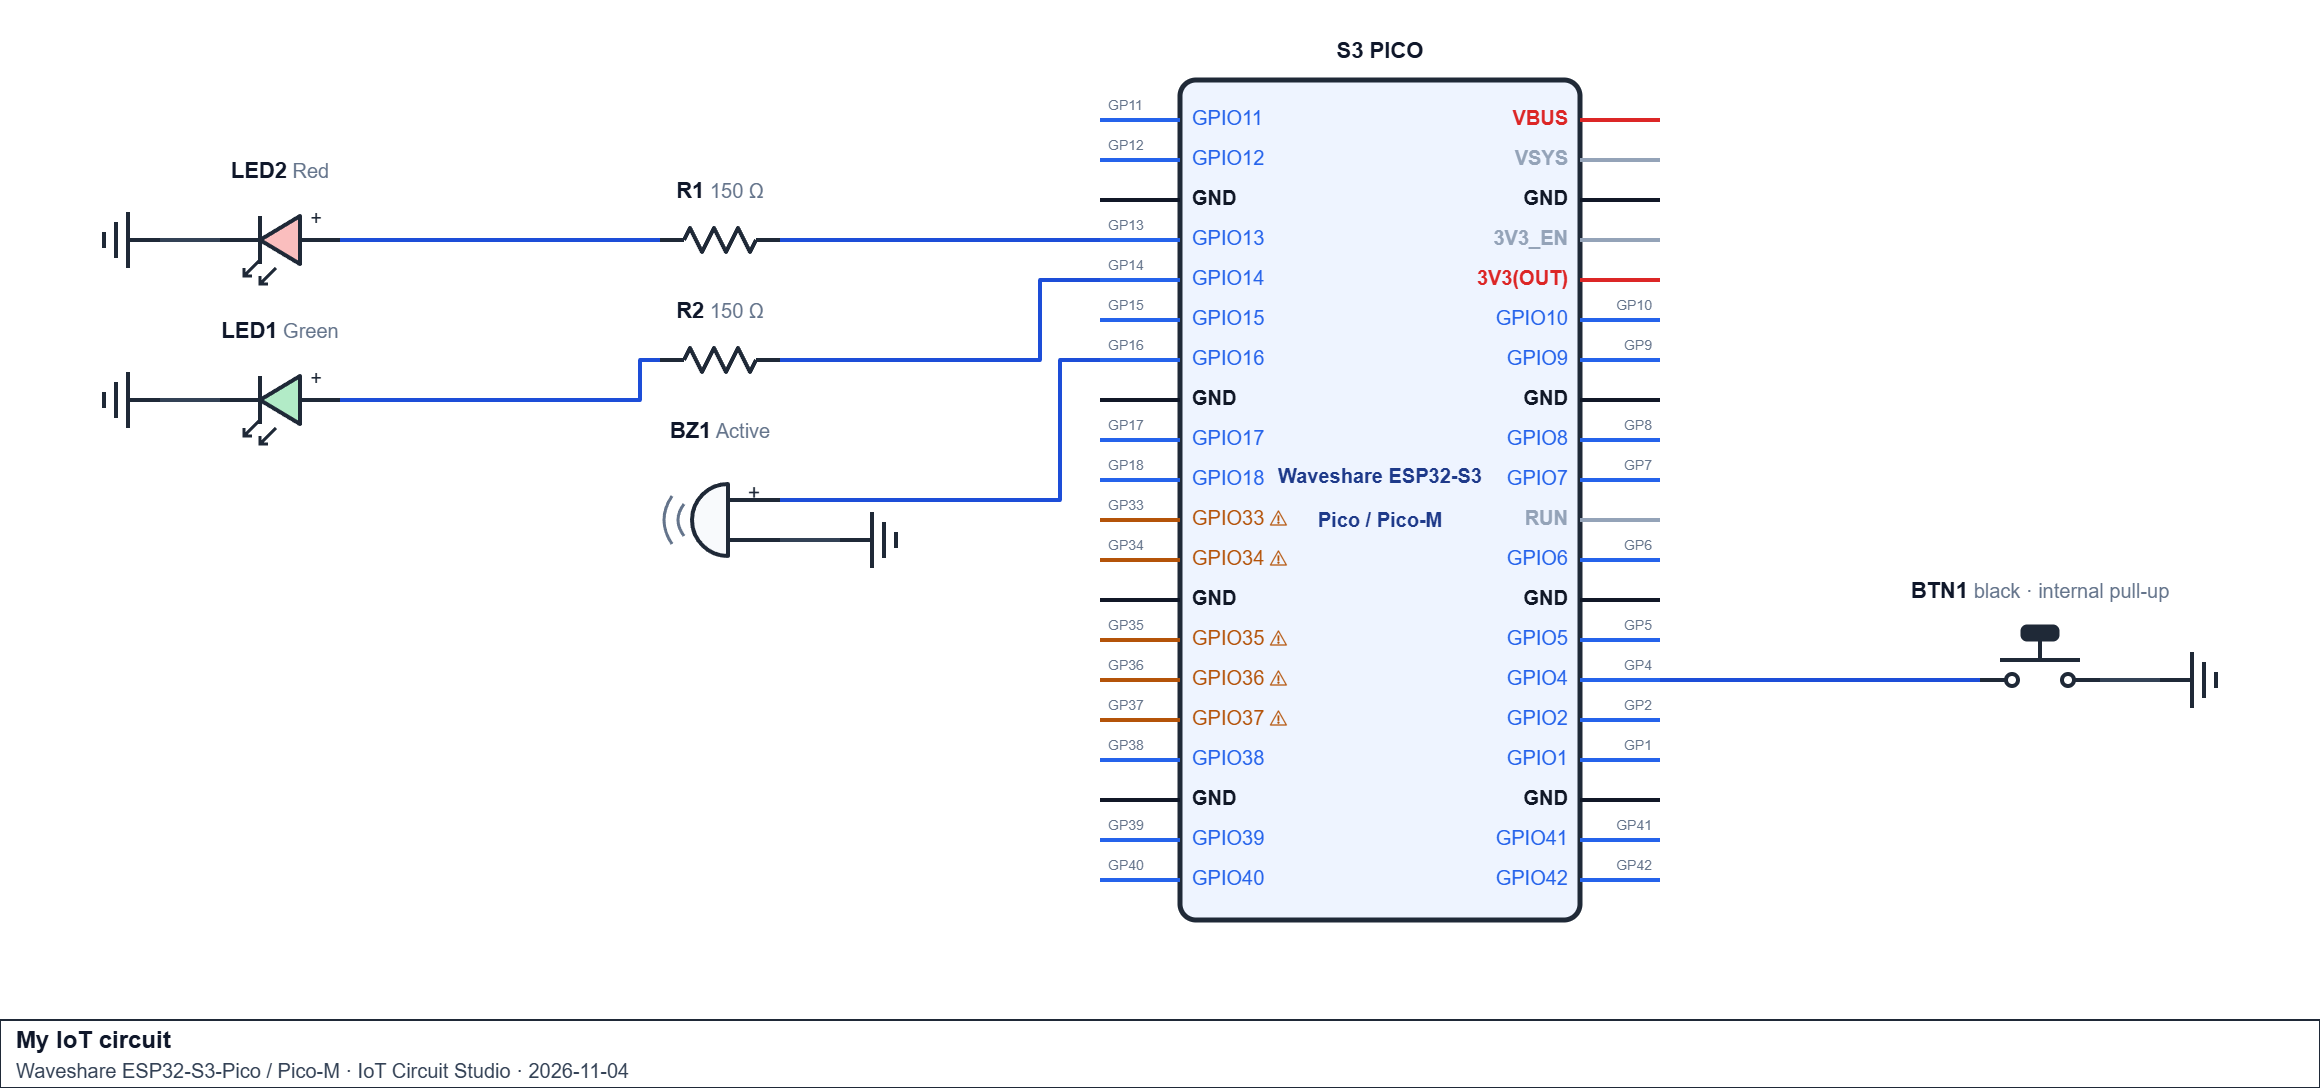 S3 PICO
GP11
GPIO11
VBUS
GP12
GPIO12
VSYS
LED2 Red
R1 150 Ω
GND
GND
+
GP13
GPIO13
3V3_EN
GP14
GPIO14
3V3(OUT)
R2 150 Ω
GP15
GPIO15
GPIO10
GP10
LED1 Green
GP16
GPIO16
GPIO9
GP9
+
GND
GND
BZ1 Active
GP17
GPIO17
GPIO8
GP8
GP18
GPIO18
Waveshare ESP32-S3
GPIO7
GP7
+
GP33
GPIO33 ⚠
Pico / Pico-M
RUN
GP34
GPIO34 ⚠
GPIO6
GP6
BTN1 black · internal pull-up
GND
GND
GP35
GPIO35 ⚠
GPIO5
GP5
GP36
GPIO36 ⚠
GPIO4
GP4
GP37
GPIO37 ⚠
GPIO2
GP2
GP38
GPIO38
GPIO1
GP1
GND
GND
GP39
GPIO39
GPIO41
GP41
GP40
GPIO40
GPIO42
GP42
My IoT circuit
Waveshare ESP32-S3-Pico / Pico-M · IoT Circuit Studio · 2026-11-04